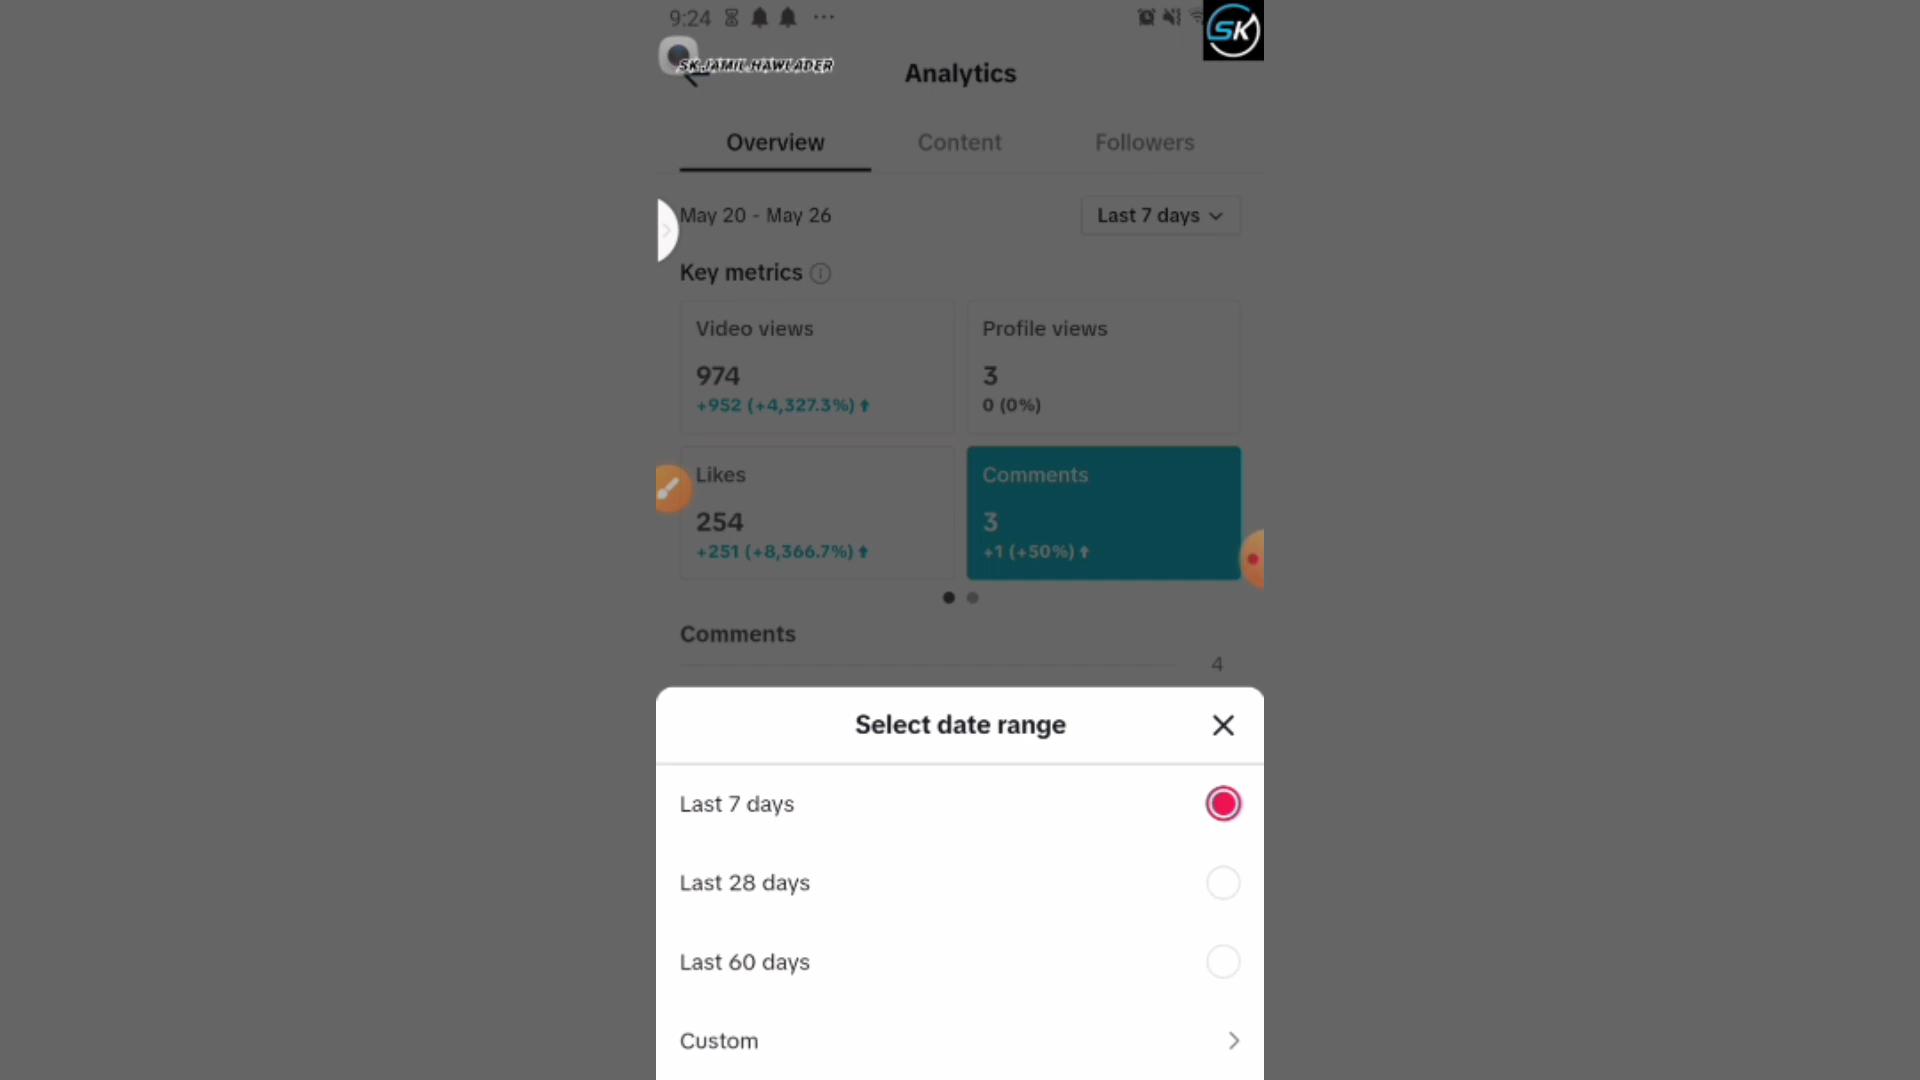 9:24
SK
SK JAMIL HAWLADER
Analytics
Overview Content Followers
May 20 - May 26 Last 7 days
Key metrics
Video views Profile views
974 3
+952 (+4,327.3%) 0 (0%)
Likes Comments
254 3
+251 (+8,366.7%) +1 (+50%)
Comments
4
Select date range
Last 7 days
Last 28 days
Last 60 days
Custom